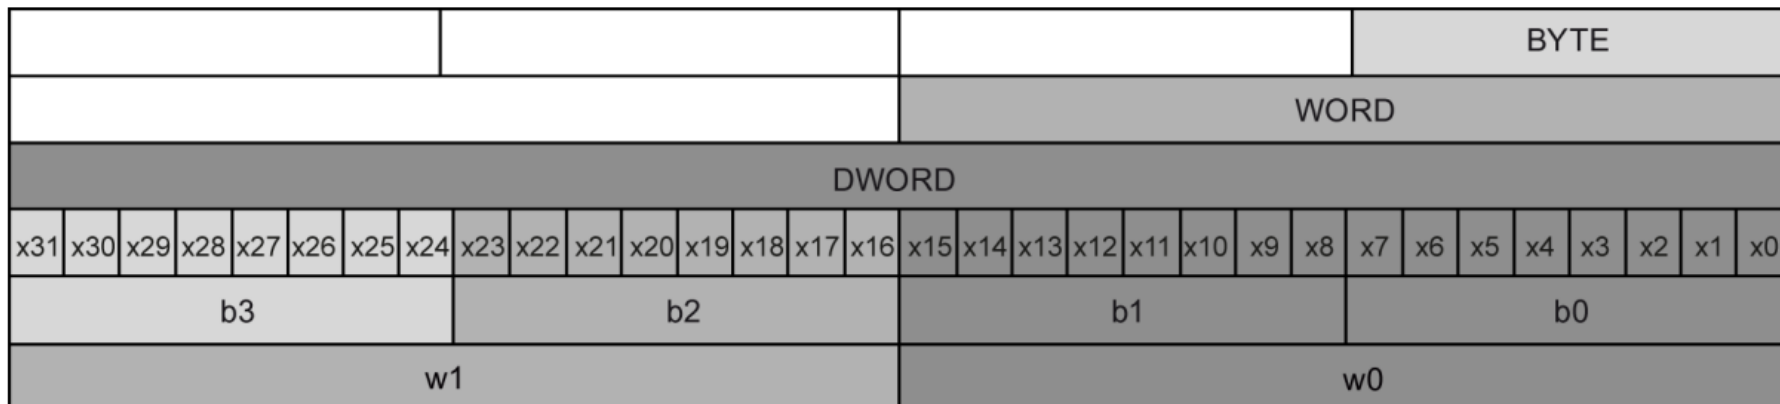 BYTE
WORD
DWORD
x31 x30 x29 x28 x27 x26 x25 x24 x23 x22 x21 x20 x19 x18 x17 x16 x15 x14 x13 x12 x11 x10 x9 x8 x7 x6 x5 x4 x3 x2 x1 x0
b3 b2 b1 b0
w1 w0